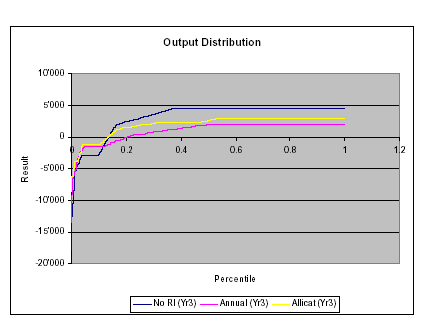 Output Distribution
10'000
5'000
0
-5'000
-10'000
-15'000
-20'000
0 0.2 0.4 0.6 0.8 1 1.2
Result
Percentile
No RI (Yr3) Annual (Yr3) Allicat (Yr3)